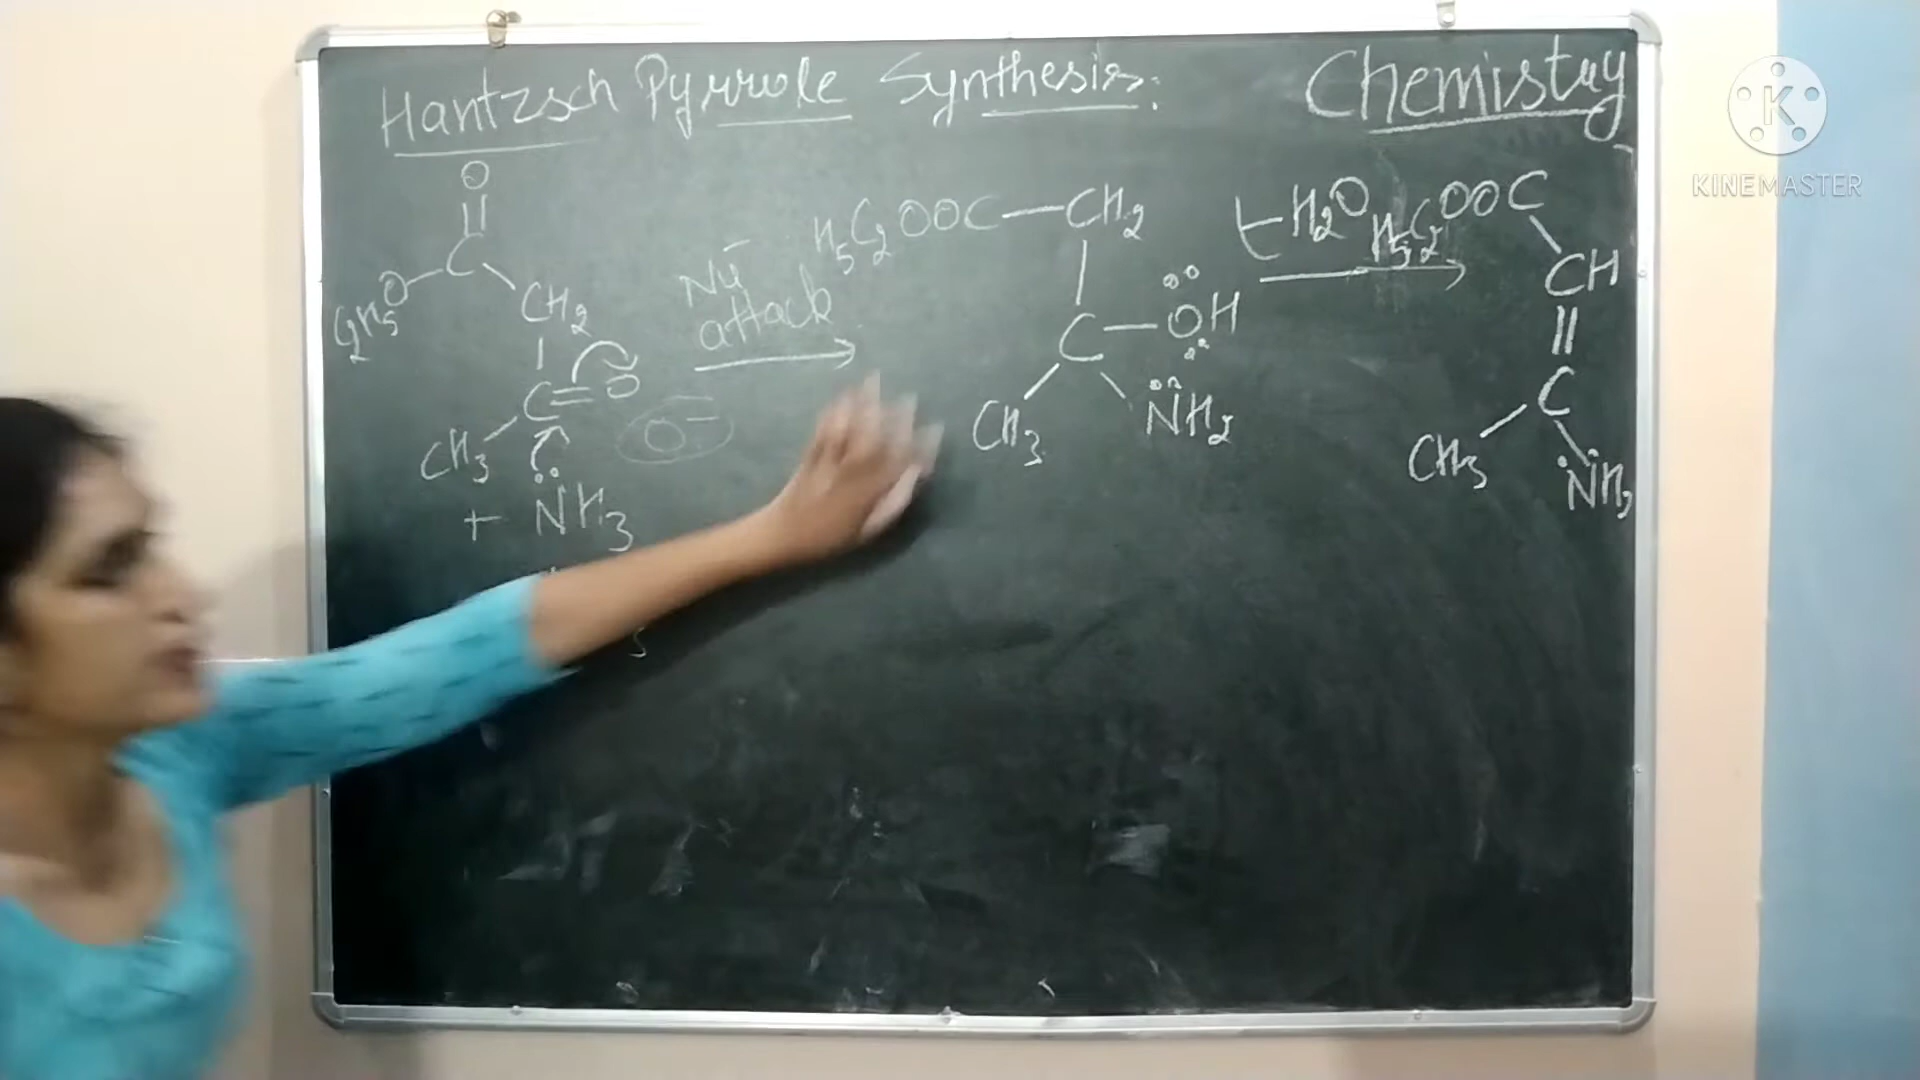 Hantzsch Pyrrole Synthesis: Chemistry
O
||
C
C2H5O
CH2
|
C=O
CH3
O-
+ NH3
Nu-
attack
H5C2OOC—CH2
|
C—OH
CH3
NH2
-H2O
H5C2OOC
CH
||
C
CH3
NH2
KINEMASTER